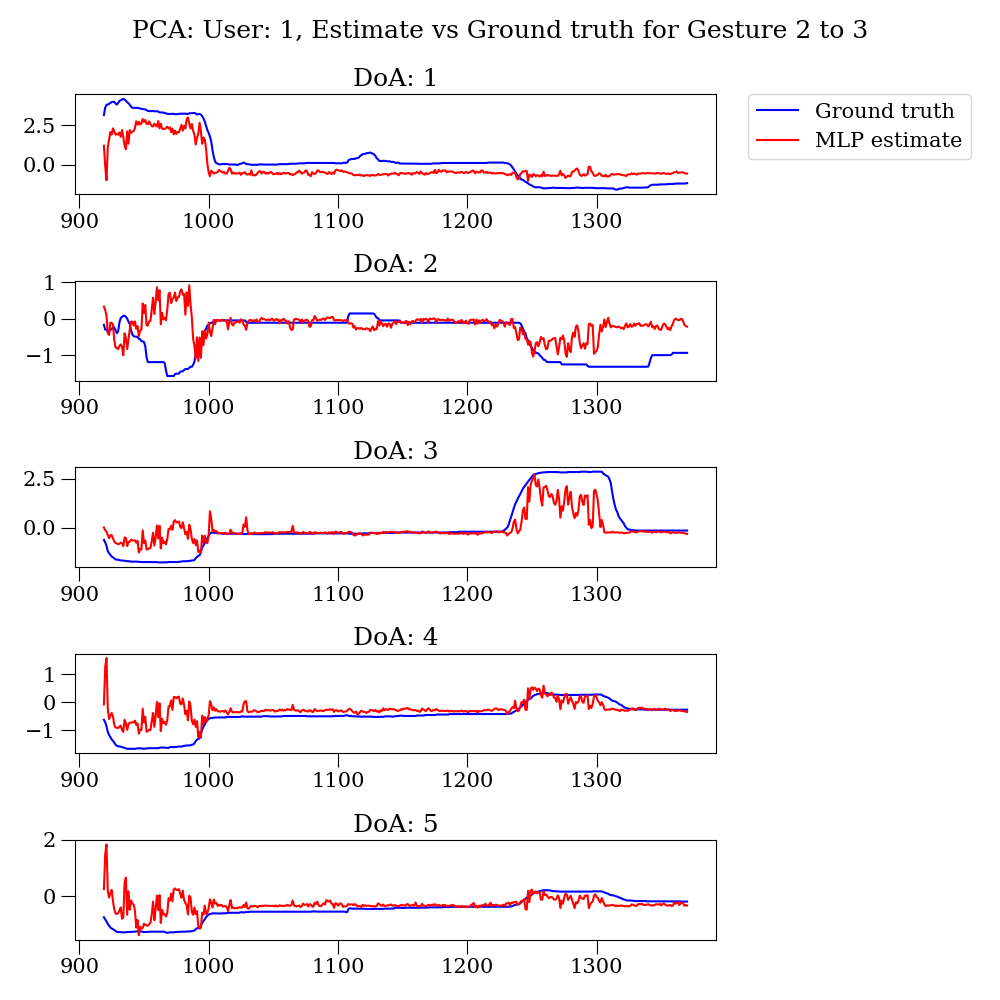 PCA: User: 1, Estimate vs Ground truth for Gesture 2 to 3
DoA: 1
Ground truth
MLP estimate
2.5
0.0
900 1000 1100 1200 1300
DoA: 2
1
0
−1
900 1000 1100 1200 1300
DoA: 3
2.5
0.0
900 1000 1100 1200 1300
DoA: 4
1
0
−1
900 1000 1100 1200 1300
DoA: 5
2
0
900 1000 1100 1200 1300